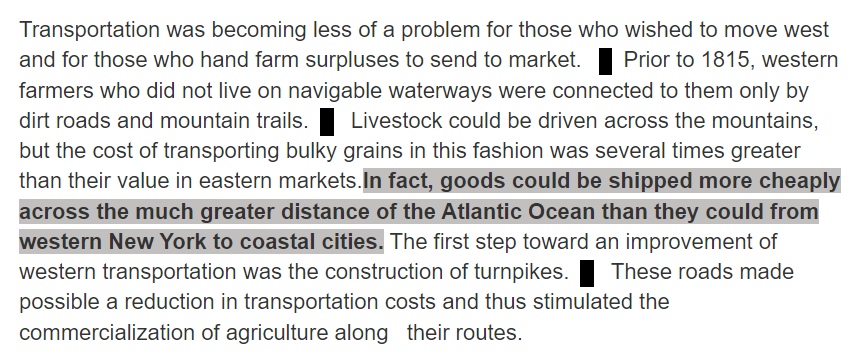 Transportation was becoming less of a problem for those who wished to move west
and for those who hand farm surpluses to send to market. Prior to 1815, western
farmers who did not live on navigable waterways were connected to them only by
dirt roads and mountain trails. Livestock could be driven across the mountains,
but the cost of transporting bulky grains in this fashion was several times greater
than their value in eastern markets.In fact, goods could be shipped more cheaply
across the much greater distance of the Atlantic Ocean than they could from
western New York to coastal cities. The first step toward an improvement of
western transportation was the construction of turnpikes. These roads made
possible a reduction in transportation costs and thus stimulated the
commercialization of agriculture along their routes.